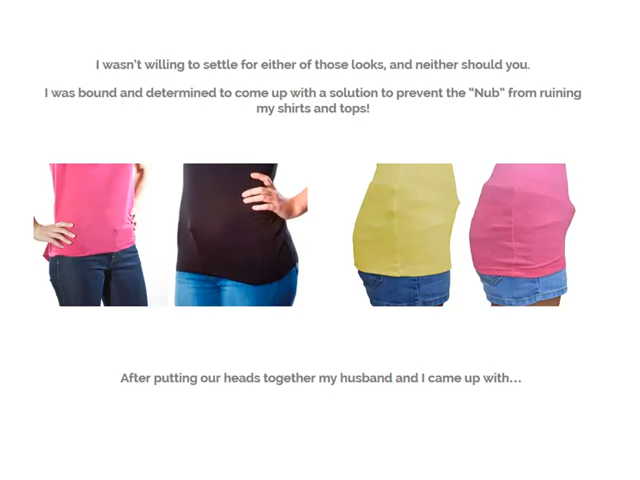 I wasn't willing to settle for either of those looks, and neither should you.
I was bound and determined to come up with a solution to prevent the “Nub” from ruining
my shirts and tops!
After putting our heads together my husband and I came up with…